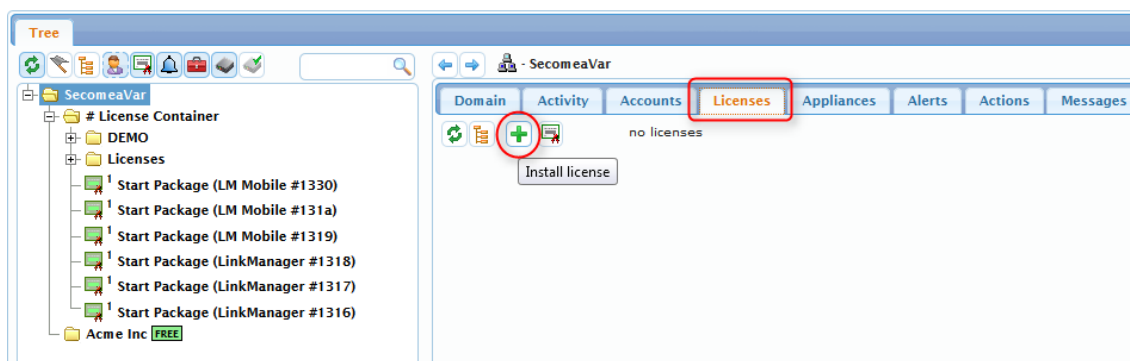 Tree
- SecomeaVar
SecomeaVar
# License Container
DEMO
Licenses
1 Start Package (LM Mobile #1330)
1 Start Package (LM Mobile #131a)
1 Start Package (LM Mobile #1319)
1 Start Package (LinkManager #1318)
1 Start Package (LinkManager #1317)
1 Start Package (LinkManager #1316)
Acme Inc FREE
Domain Activity Accounts Licenses Appliances Alerts Actions Messages
no licenses
Install license